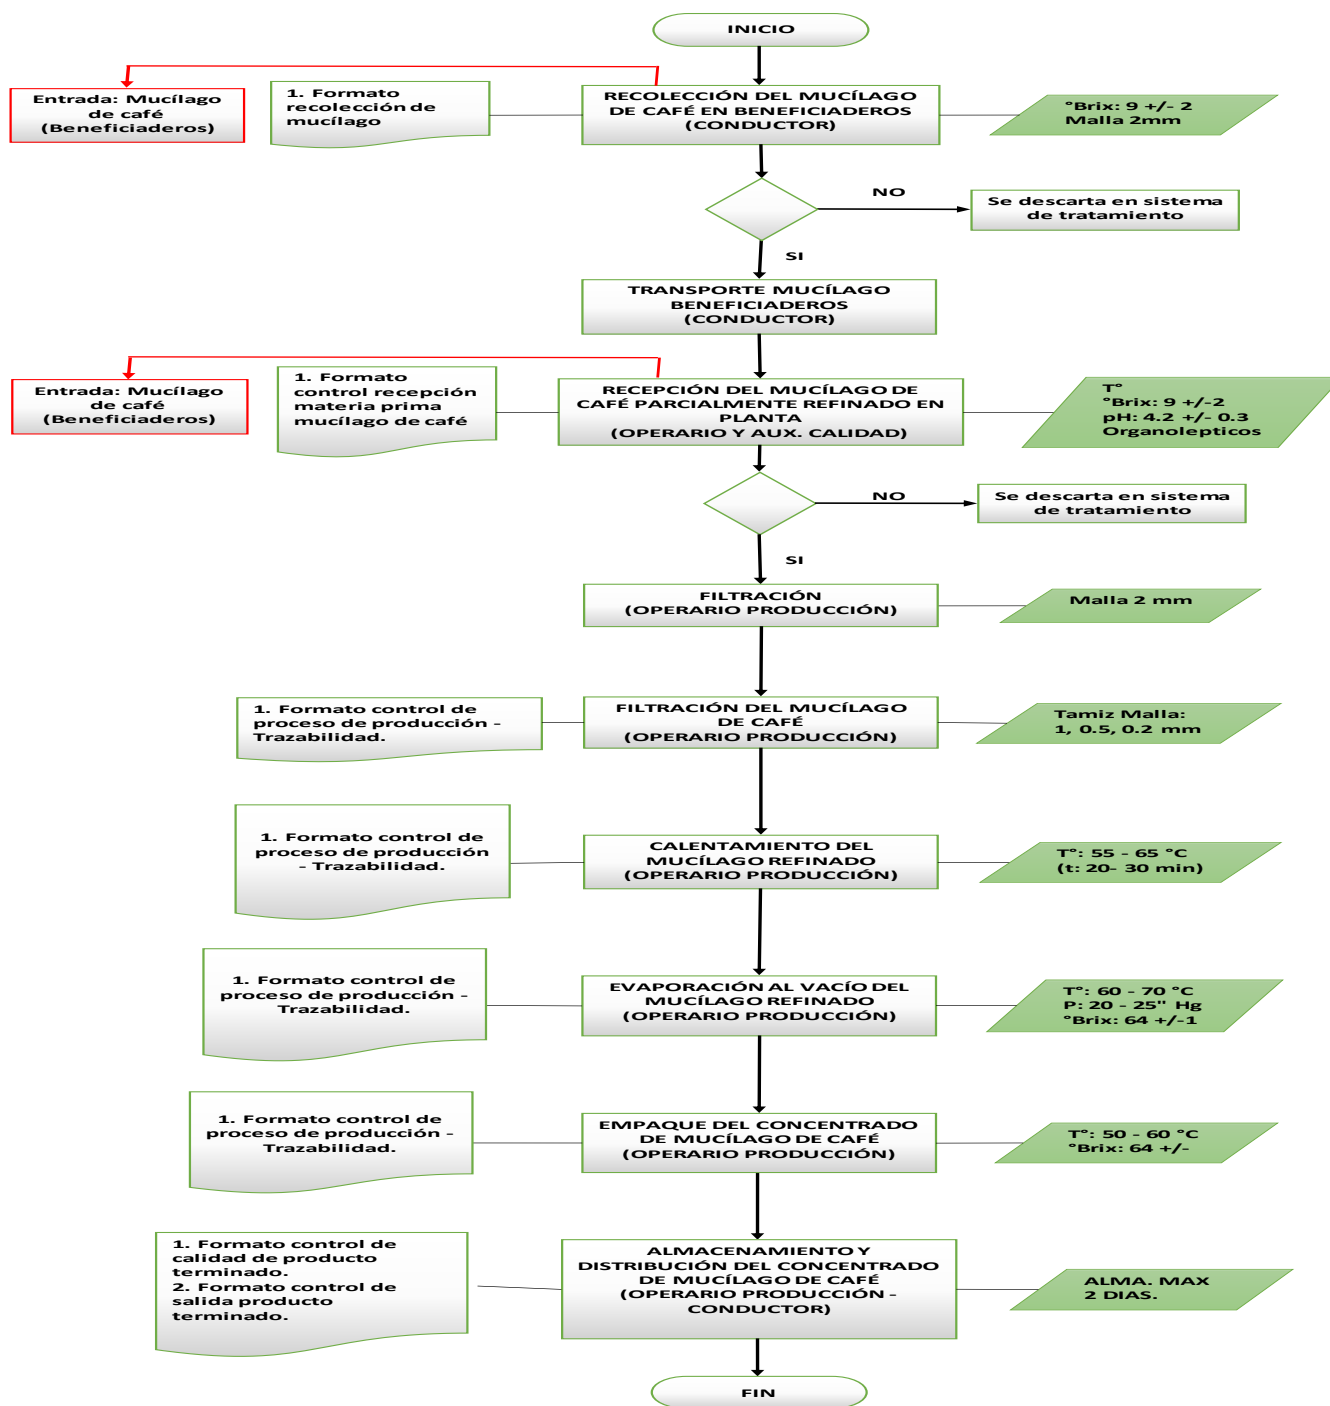 INICIO
Entrada: Mucílago
de café
(Beneficiaderos)
1. Formato
recolección de
mucílago
RECOLECCIÓN DEL MUCÍLAGO
DE CAFÉ EN BENEFICIADEROS
(CONDUCTOR)
°Brix: 9 +/- 2
Malla 2mm
NO
Se descarta en sistema
de tratamiento
SI
TRANSPORTE MUCÍLAGO
BENEFICIADEROS
(CONDUCTOR)
Entrada: Mucílago
de café
(Beneficiaderos)
1. Formato
control recepción
materia prima
mucílago de café
RECEPCIÓN DEL MUCÍLAGO DE
CAFÉ PARCIALMENTE REFINADO EN
PLANTA
(OPERARIO Y AUX. CALIDAD)
T°
°Brix: 9 +/-2
pH: 4.2 +/- 0.3
Organolepticos
NO
Se descarta en sistema
de tratamiento
SI
FILTRACIÓN
(OPERARIO PRODUCCIÓN)
Malla 2 mm
1. Formato control de
proceso de producción -
Trazabilidad.
FILTRACIÓN DEL MUCÍLAGO
DE CAFÉ
(OPERARIO PRODUCCIÓN)
Tamiz Malla:
1, 0.5, 0.2 mm
1. Formato control de
proceso de producción
- Trazabilidad.
CALENTAMIENTO DEL
MUCÍLAGO REFINADO
(OPERARIO PRODUCCIÓN)
T°: 55 - 65 °C
(t: 20- 30 min)
1. Formato control de
proceso de producción -
Trazabilidad.
EVAPORACIÓN AL VACÍO DEL
MUCÍLAGO REFINADO
(OPERARIO PRODUCCIÓN)
T°: 60 - 70 °C
P: 20 - 25" Hg
°Brix: 64 +/-1
1. Formato control de
proceso de producción -
Trazabilidad.
EMPAQUE DEL CONCENTRADO
DE MUCÍLAGO DE CAFÉ
(OPERARIO PRODUCCIÓN)
T°: 50 - 60 °C
°Brix: 64 +/-
1. Formato control de
calidad de producto
terminado.
2. Formato control de
salida producto
terminado.
ALMACENAMIENTO Y
DISTRIBUCIÓN DEL CONCENTRADO
DE MUCÍLAGO DE CAFÉ
(OPERARIO PRODUCCIÓN -
CONDUCTOR)
ALMA. MAX
2 DIAS.
FIN